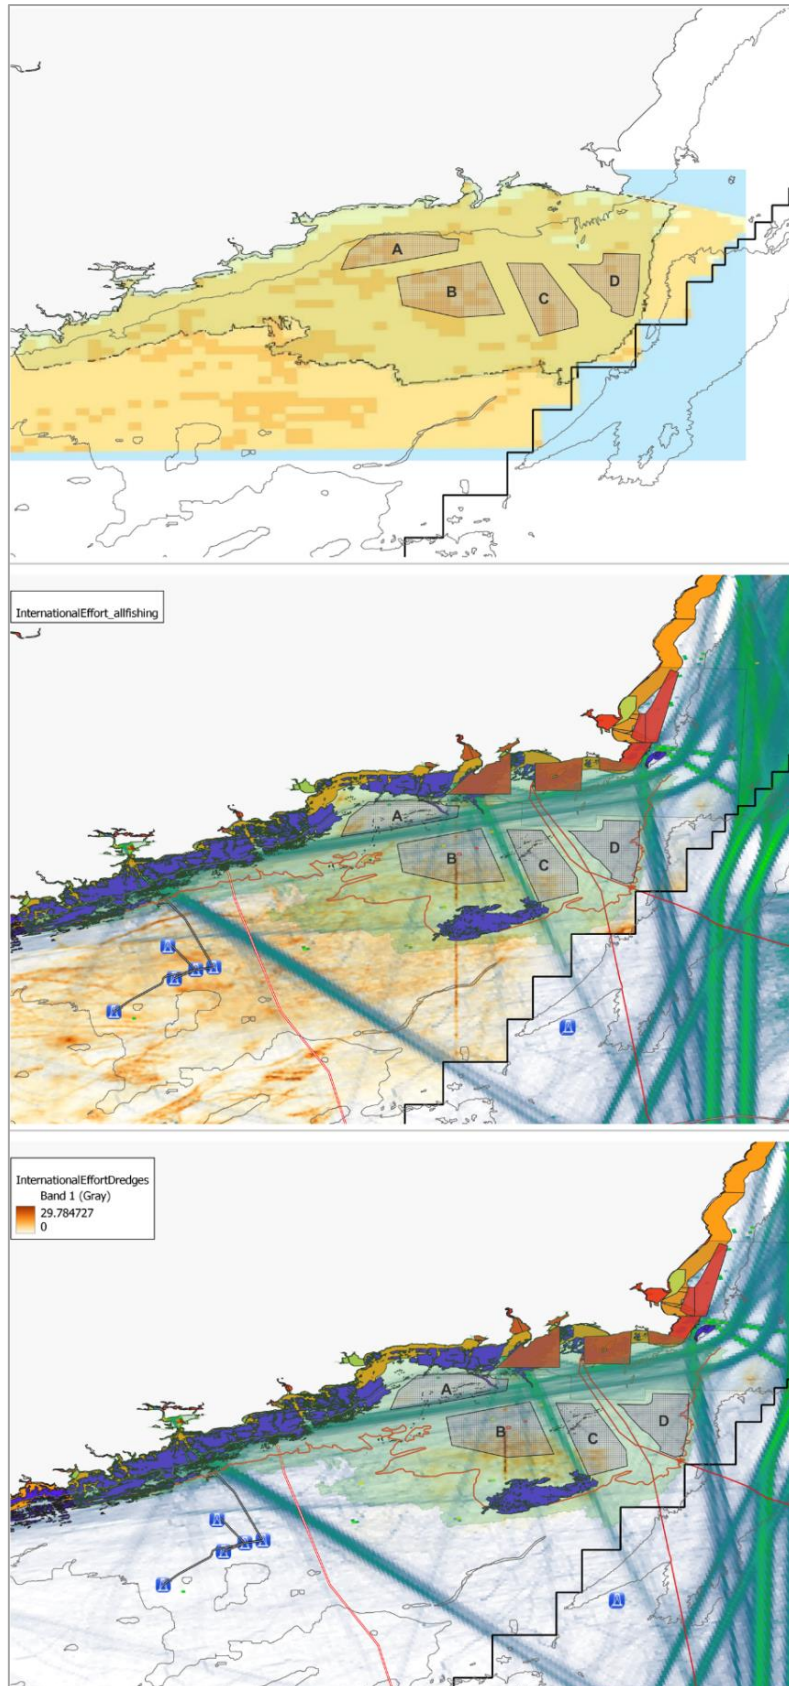 A
B
C
D
InternationalEffort_allfishing
A
B
C
D
InternationalEffortDredges
Band 1 (Gray)
29.784727
0
A
B
C
D